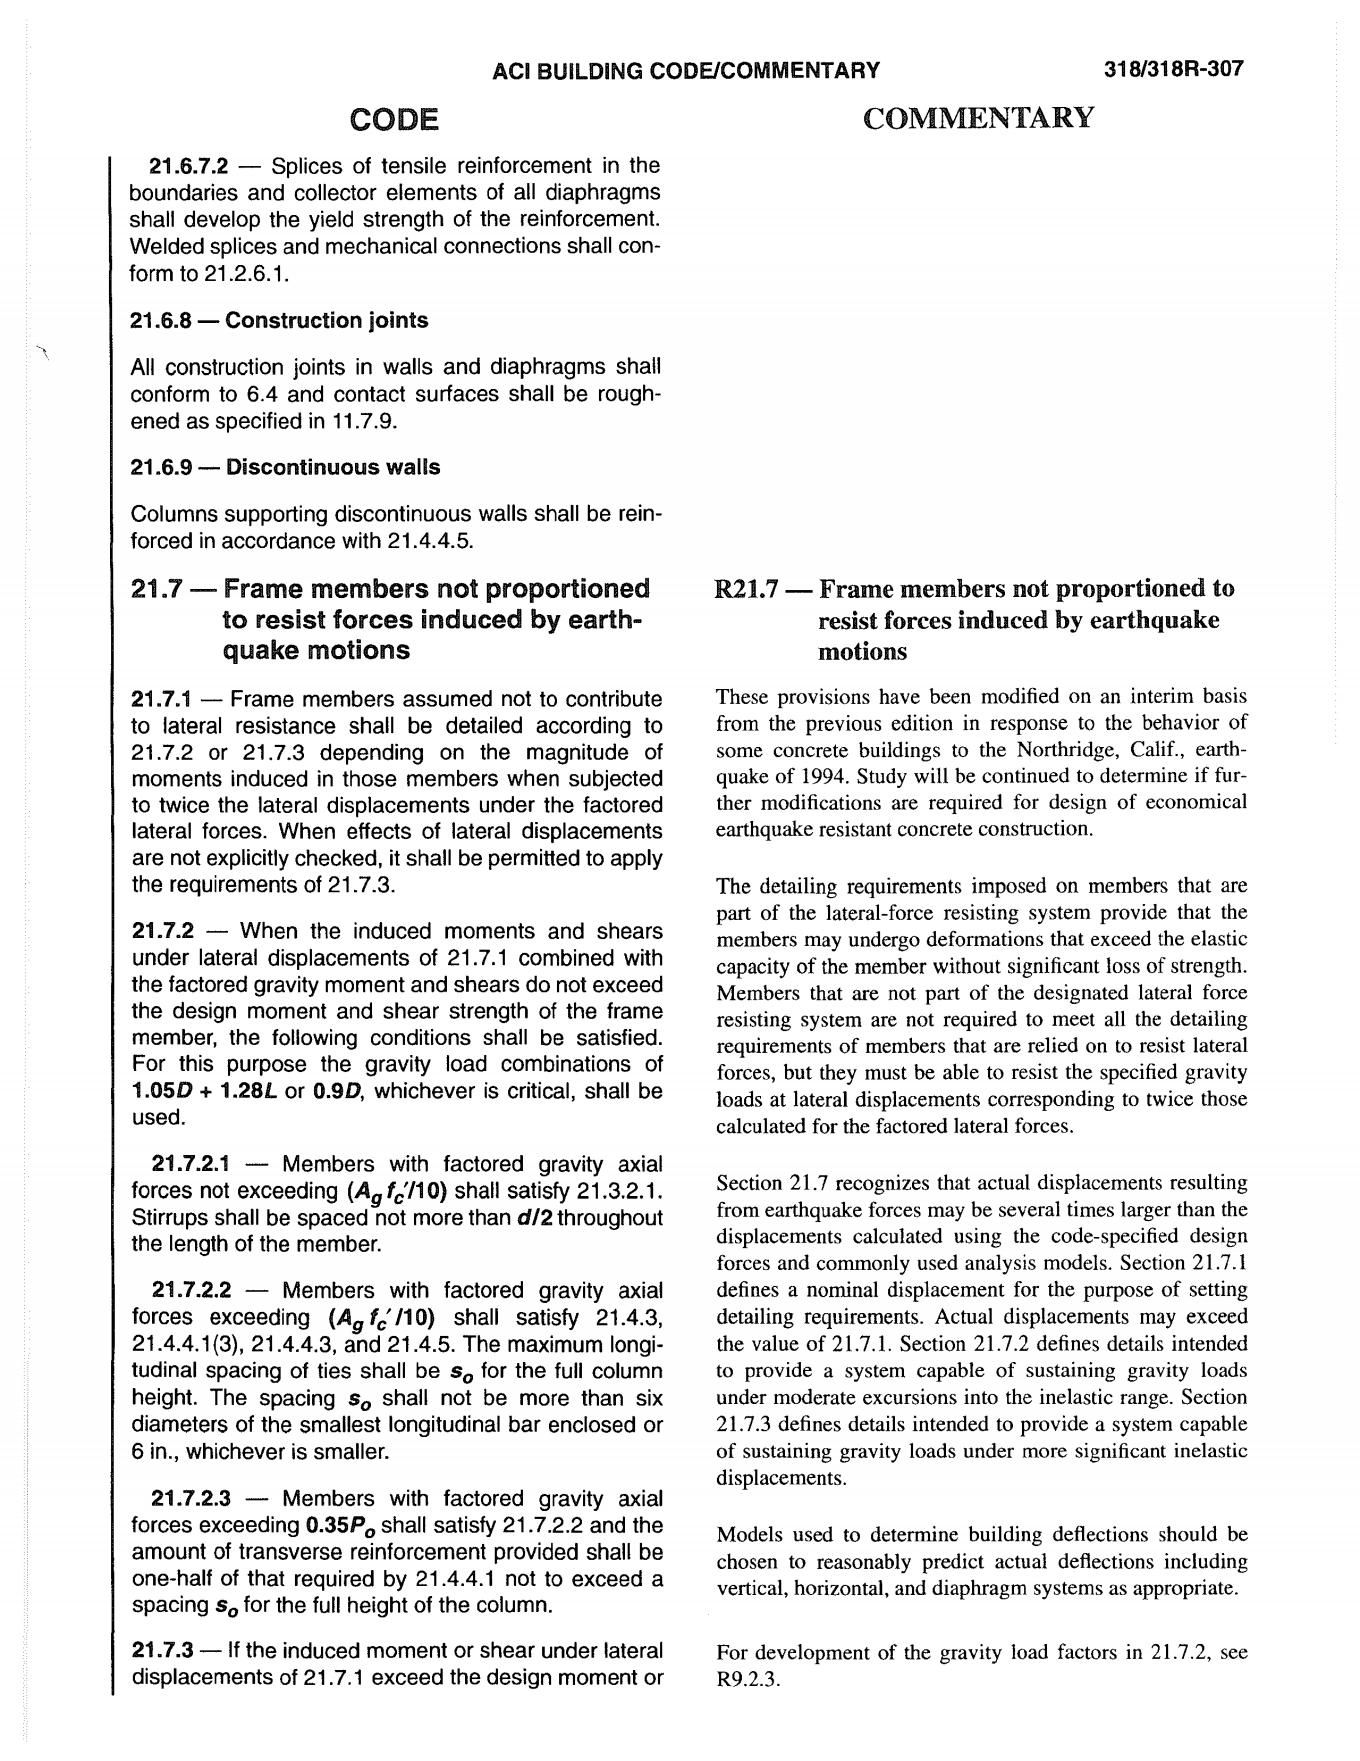 ACI BUILDING CODE/COMMENTARY
318/318R-307
CODE
21.6.7.2 — Splices of tensile reinforcement in the
boundaries and collector elements of all diaphragms
shall develop the yield strength of the reinforcement.
Welded splices and mechanical connections shall con-
form to 21.2.6.1.
21.6.8 — Construction joints
All construction joints in walls and diaphragms shall
conform to 6.4 and contact surfaces shall be rough-
ened as specified in 11.7.9.
21.6.9 — Discontinuous walls
Columns supporting discontinuous walls shall be rein-
forced in accordance with 21.4.4.5.
21.7 — Frame members not proportioned
to resist forces induced by earth-
quake motions
21.7.1 — Frame members assumed not to contribute
to lateral resistance shall be detailed according to
21.7.2 or 21.7.3 depending on the magnitude of
moments induced in those members when subjected
to twice the lateral displacements under the factored
lateral forces. When effects of lateral displacements
are not explicitly checked, it shall be permitted to apply
the requirements of 21.7.3.
21.7.2 — When the induced moments and shears
under lateral displacements of 21.7.1 combined with
the factored gravity moment and shears do not exceed
the design moment and shear strength of the frame
member, the following conditions shall be satisfied.
For this purpose the gravity load combinations of
1.05D + 1.28L or 0.9D, whichever is critical, shall be
used.
21.7.2.1 — Members with factored gravity axial
forces not exceeding (Ag fc′/10) shall satisfy 21.3.2.1.
Stirrups shall be spaced not more than d/2 throughout
the length of the member.
21.7.2.2 — Members with factored gravity axial
forces exceeding (Ag fc′/10) shall satisfy 21.4.3,
21.4.4.1(3), 21.4.4.3, and 21.4.5. The maximum longi-
tudinal spacing of ties shall be so for the full column
height. The spacing so shall not be more than six
diameters of the smallest longitudinal bar enclosed or
6 in., whichever is smaller.
21.7.2.3 — Members with factored gravity axial
forces exceeding 0.35Po shall satisfy 21.7.2.2 and the
amount of transverse reinforcement provided shall be
one-half of that required by 21.4.4.1 not to exceed a
spacing so for the full height of the column.
21.7.3 — If the induced moment or shear under lateral
displacements of 21.7.1 exceed the design moment or
COMMENTARY
R21.7 — Frame members not proportioned to
resist forces induced by earthquake
motions
These provisions have been modified on an interim basis
from the previous edition in response to the behavior of
some concrete buildings to the Northridge, Calif., earth-
quake of 1994. Study will be continued to determine if fur-
ther modifications are required for design of economical
earthquake resistant concrete construction.
The detailing requirements imposed on members that are
part of the lateral-force resisting system provide that the
members may undergo deformations that exceed the elastic
capacity of the member without significant loss of strength.
Members that are not part of the designated lateral force
resisting system are not required to meet all the detailing
requirements of members that are relied on to resist lateral
forces, but they must be able to resist the specified gravity
loads at lateral displacements corresponding to twice those
calculated for the factored lateral forces.
Section 21.7 recognizes that actual displacements resulting
from earthquake forces may be several times larger than the
displacements calculated using the code-specified design
forces and commonly used analysis models. Section 21.7.1
defines a nominal displacement for the purpose of setting
detailing requirements. Actual displacements may exceed
the value of 21.7.1. Section 21.7.2 defines details intended
to provide a system capable of sustaining gravity loads
under moderate excursions into the inelastic range. Section
21.7.3 defines details intended to provide a system capable
of sustaining gravity loads under more significant inelastic
displacements.
Models used to determine building deflections should be
chosen to reasonably predict actual deflections including
vertical, horizontal, and diaphragm systems as appropriate.
For development of the gravity load factors in 21.7.2, see
R9.2.3.